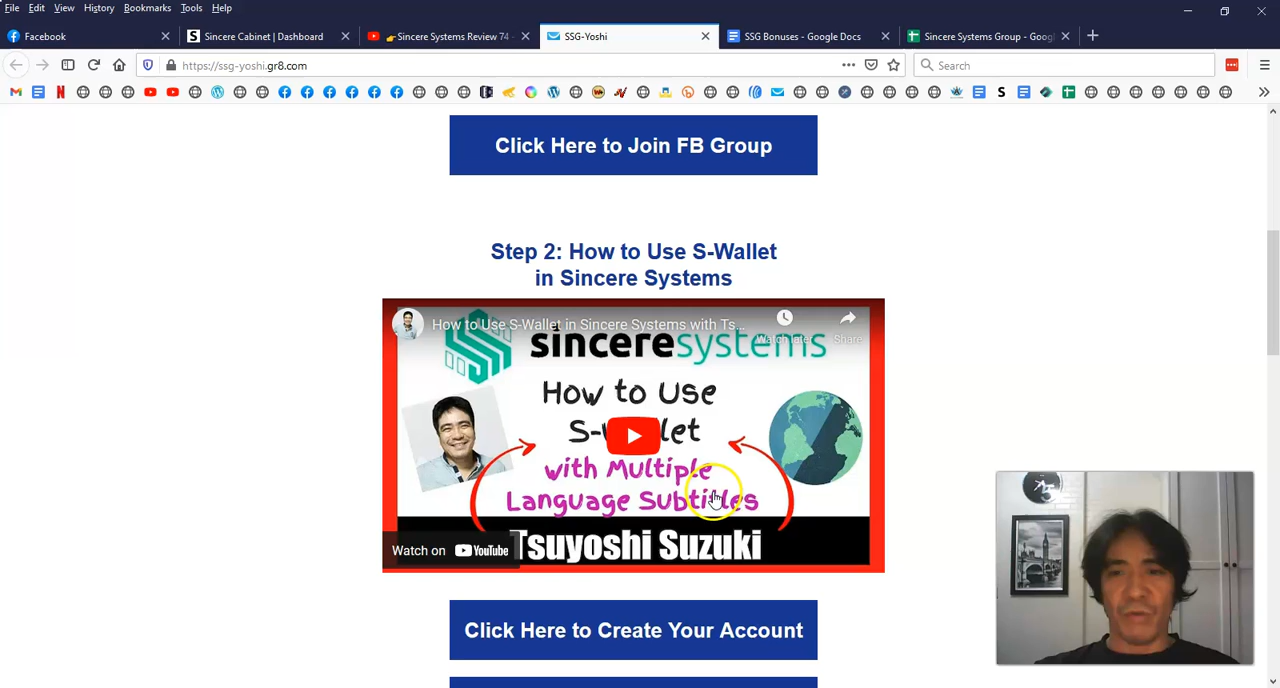 File Edit View History Bookmarks Tools Help
Facebook
Sincere Cabinet | Dashboard
Sincere Systems Review 74 -
SSG-Yoshi
SSG Bonuses - Google Docs
Sincere Systems Group - Goog
https://ssg-yoshi.gr8.com
Search
Click Here to Join FB Group
Step 2: How to Use S-Wallet
in Sincere Systems
How to Use S-Wallet in Sincere Systems with Ts...
Watch later
Share
sinceresystems
How to Use
S-Wallet
with Multiple
Language Subtitles
Watch on YouTube
Tsuyoshi Suzuki
Click Here to Create Your Account